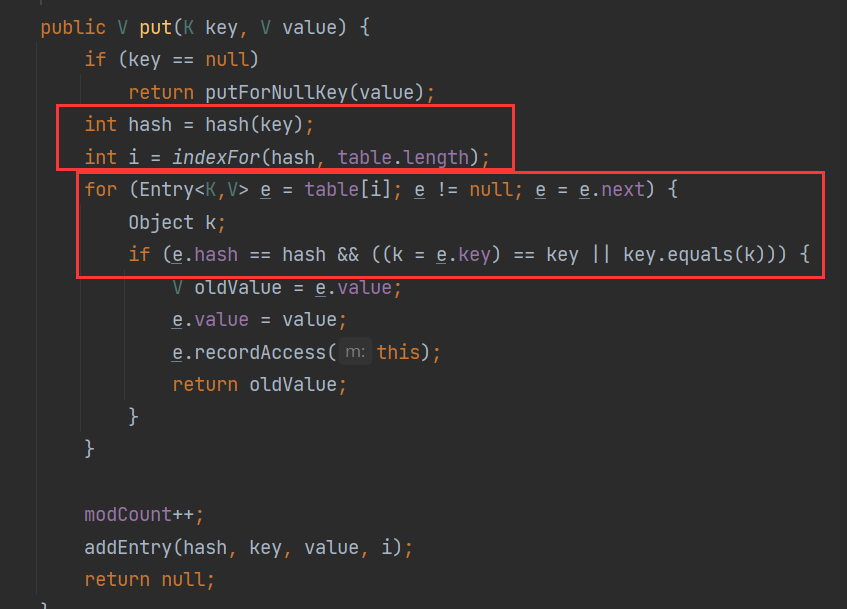 public V put(K key, V value) {
if (key == null)
return putForNullKey(value);
int hash = hash(key);
int i = indexFor(hash, table.length);
for (Entry<K,V> e = table[i]; e != null; e = e.next) {
Object k;
if (e.hash == hash && ((k = e.key) == key || key.equals(k))) {
V oldValue = e.value;
e.value = value;
e.recordAccess( m: this);
return oldValue;
}
}
modCount++;
addEntry(hash, key, value, i);
return null;
}